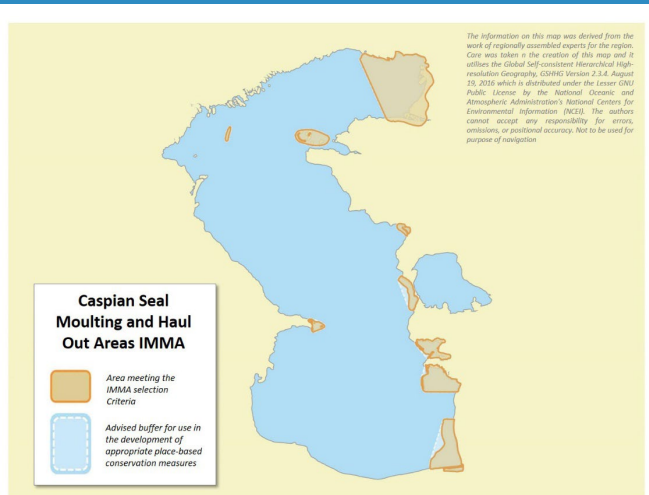 The information on this map was derived from the
work of regionally assembled experts for the region.
Care was taken n the creation of this map and it
utilises the Global Self-consistent Hierarchical High-
resolution Geography, GSHHG Version 2.3.4. August
19, 2016 which is distributed under the Lesser GNU
Public License by the National Oceanic and
Atmospheric Administration's National Centers for
Environmental Information (NCEI). The authors
cannot accept any responsibility for errors,
omissions, or positional accuracy. Not to be used for
purpose of navigation
Caspian Seal
Moulting and Haul
Out Areas IMMA
Area meeting the
IMMA selection
Criteria
Advised buffer for use in
the development of
appropriate place-based
conservation measures